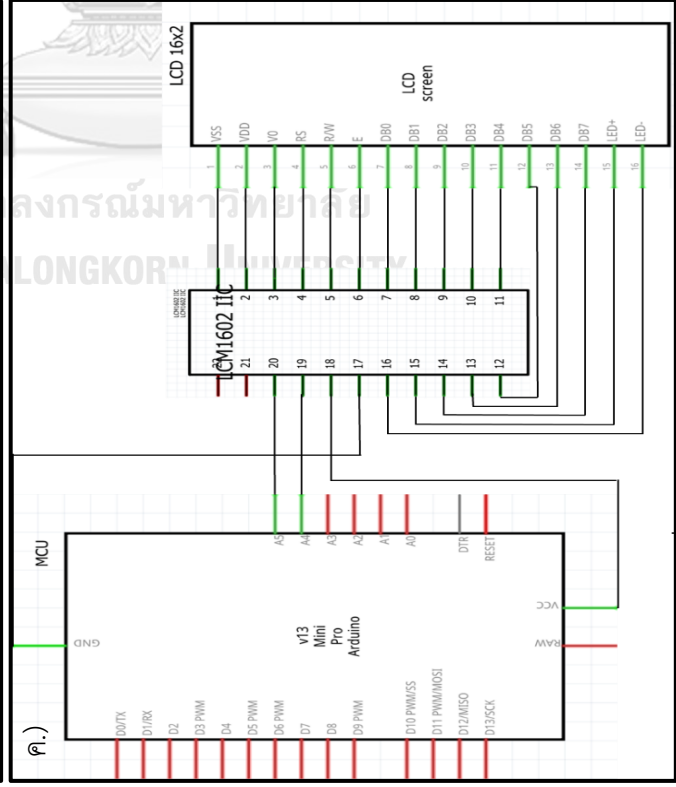 LCD 16x2
LCD
screen
VSS
VDD
V0
RS
R/W
E
DB0
DB1
DB2
DB3
DB4
DB5
DB6
DB7
LED+
LED-
1
2
3
4
5
6
7
8
9
10
11
12
13
14
15
16
ลงกรณ์มหาวิทยาลัย
LONGKORN UNIVERSITY
LCM1602 IIC
LCM1602 IIC
LCM1602 IIC
1
2
3
4
5
6
7
8
9
10
11
22
21
20
19
18
17
16
15
14
13
12
MCU
A5
A4
A3
A2
A1
A0
DTR
RESET
GND
v13
Mini
Pro
Arduino
VCC
RAW
D0/TX
D1/RX
D2
D3 PWM
D4
D5 PWM
D6 PWM
D7
D8
D9 PWM
D10 PWM/SS
D11 PWM/MOSI
D12/MISO
D13/SCK
ค.)